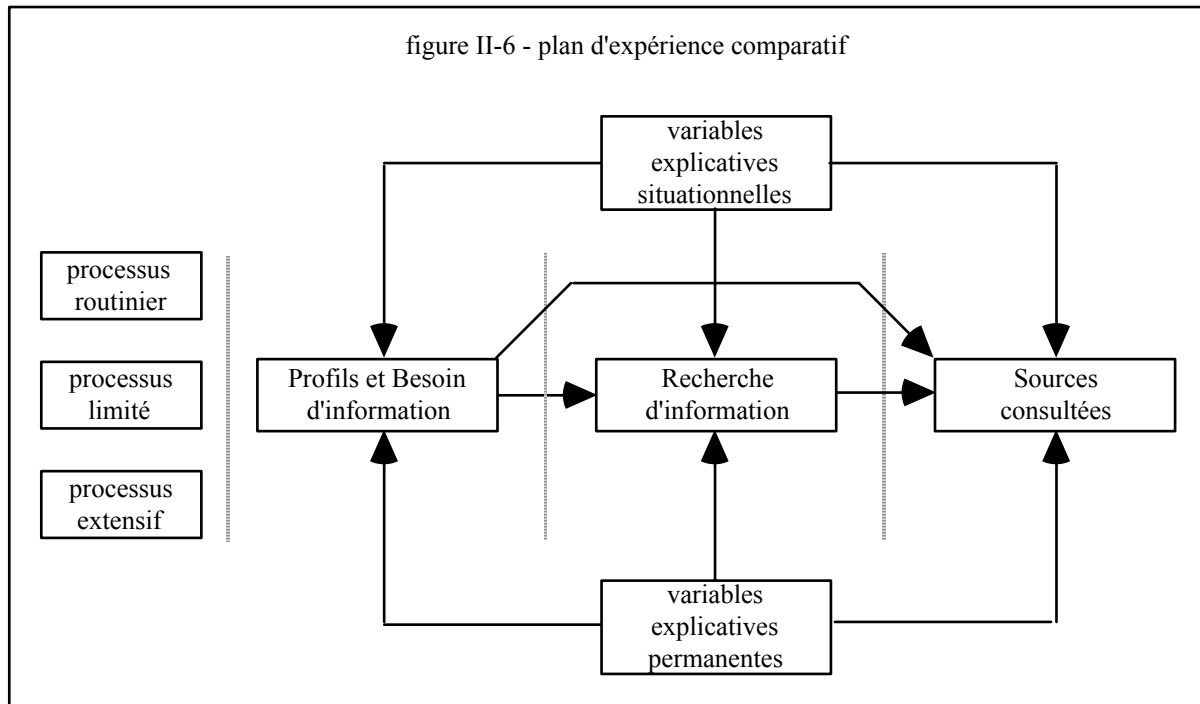 figure II-6 - plan d'expérience comparatif
variables
explicatives
situationnelles
processus
routinier
processus
limité
processus
extensif
Profils et Besoin
d'information
Recherche
d'information
Sources
consultées
variables
explicatives
permanentes